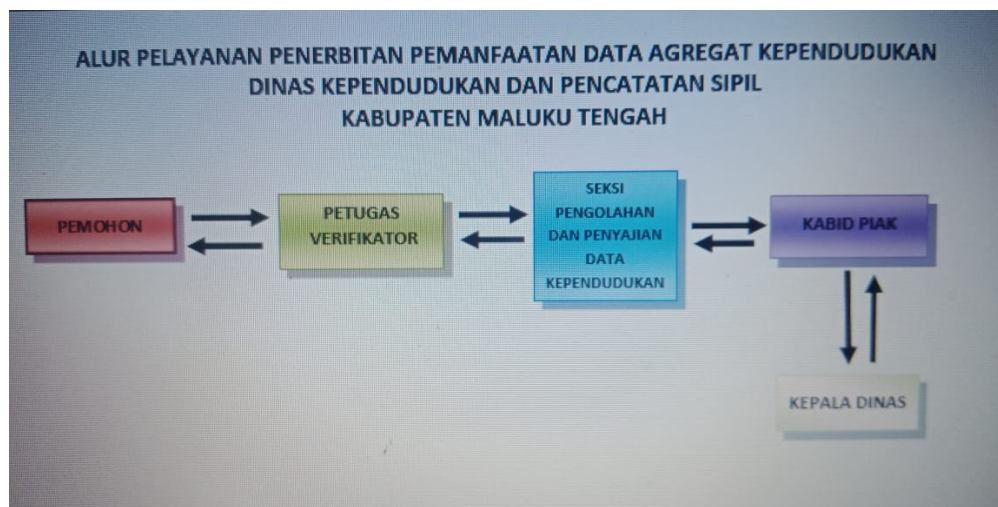 ALUR PELAYANAN PENERBITAN PEMANFAATAN DATA AGREGAT KEPENDUDUKAN
DINAS KEPENDUDUKAN DAN PENCATATAN SIPIL
KABUPATEN MALUKU TENGAH
PEMOHON
PETUGAS
VERIFIKATOR
SEKSI
PENGOLAHAN
DAN PENYAJIAN
DATA
KEPENDUDUKAN
KABID PIAK
KEPALA DINAS